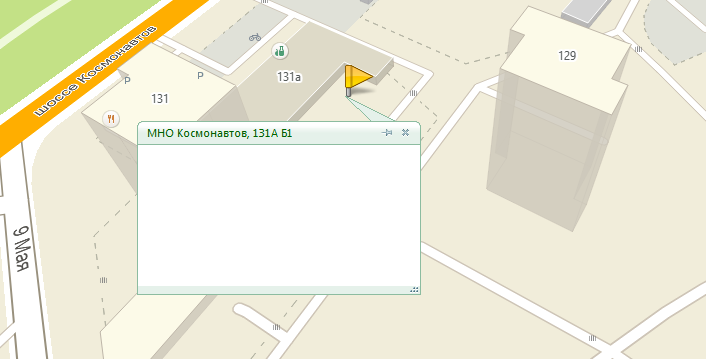 шоссе Космонавтов
131а
129
P
P
131
МНО Космонавтов, 131А Б1
9 Мая